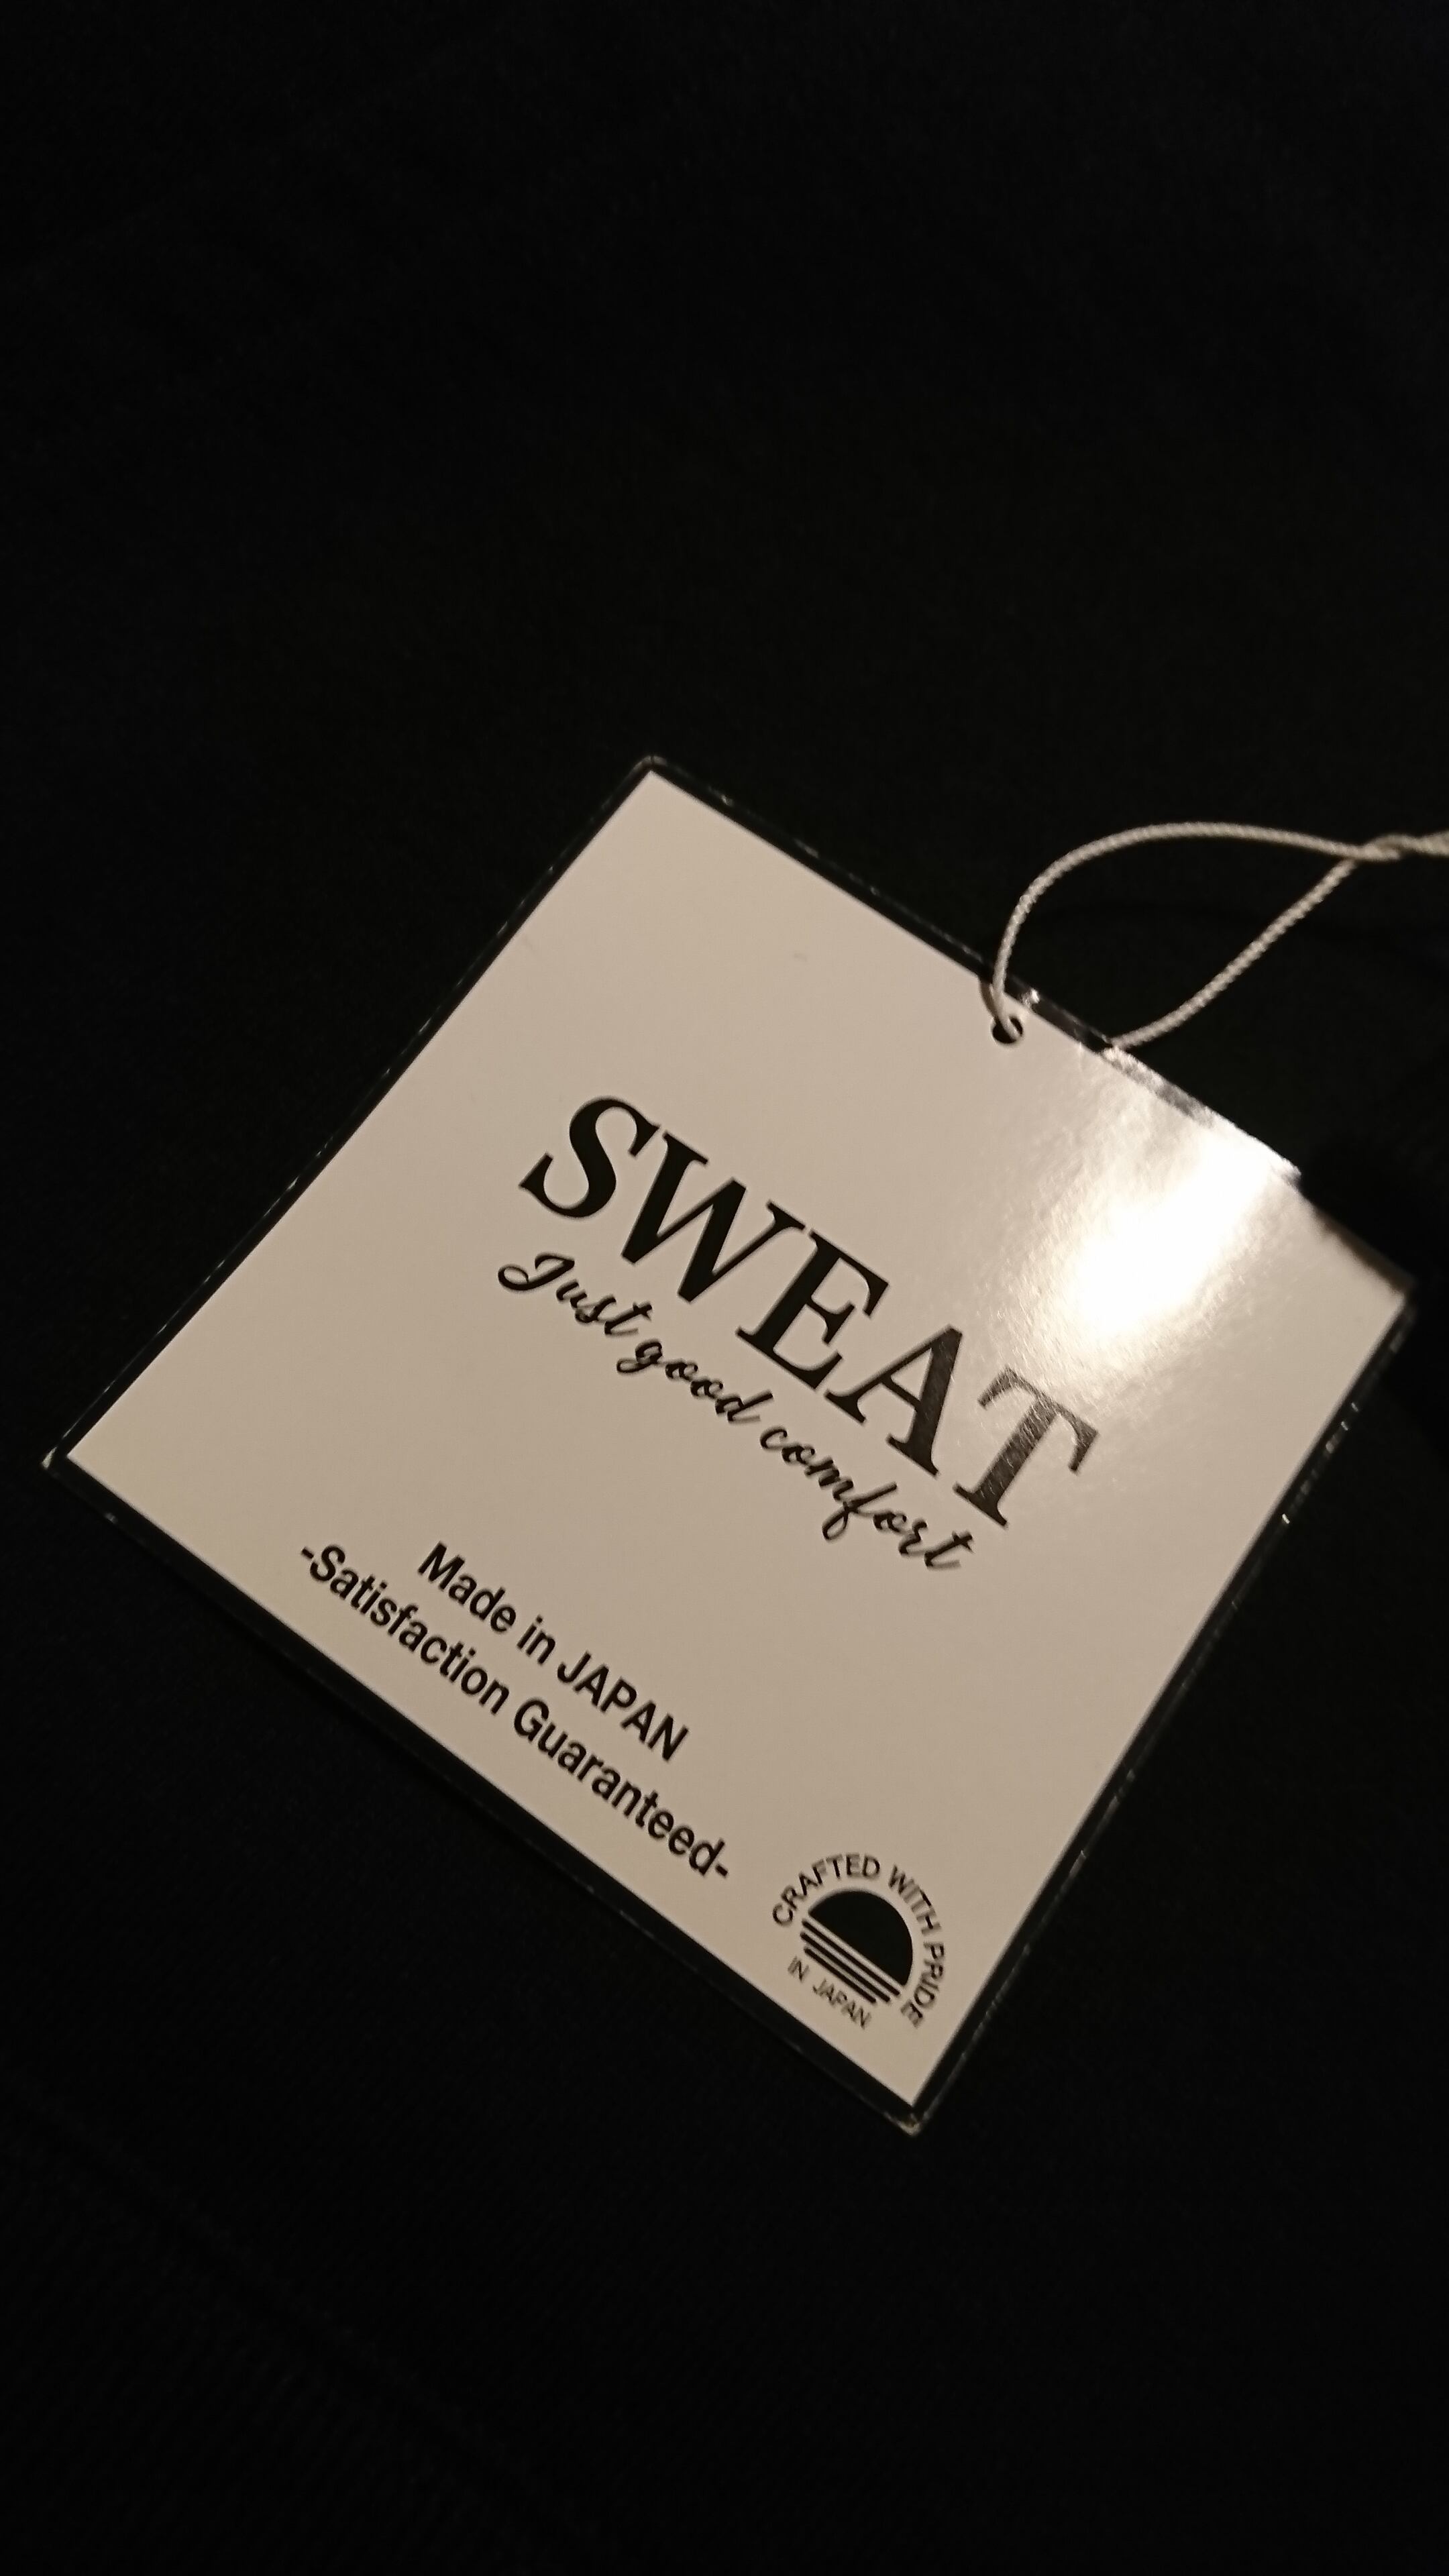 SWEAT
Just good comfort
Made in JAPAN
-Satisfaction Guaranteed-
CRAFTED WITH PRIDE
IN JAPAN